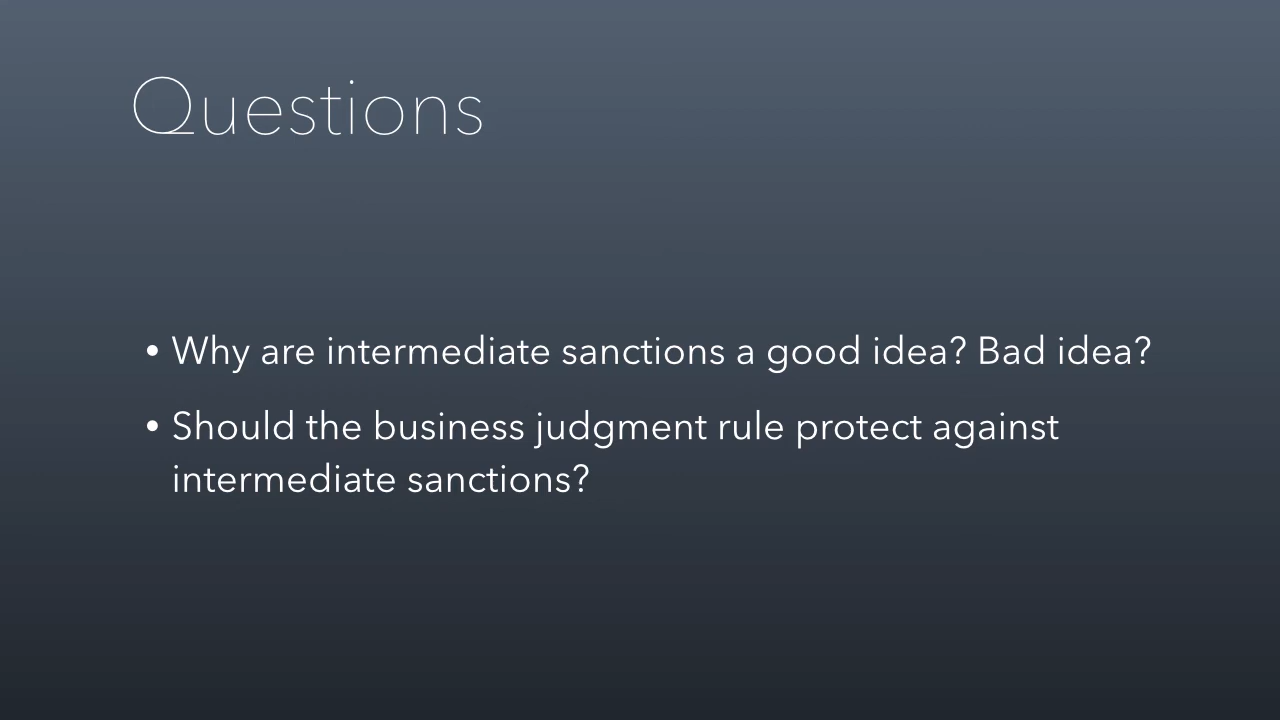 Questions
• Why are intermediate sanctions a good idea? Bad idea?
• Should the business judgment rule protect against
intermediate sanctions?